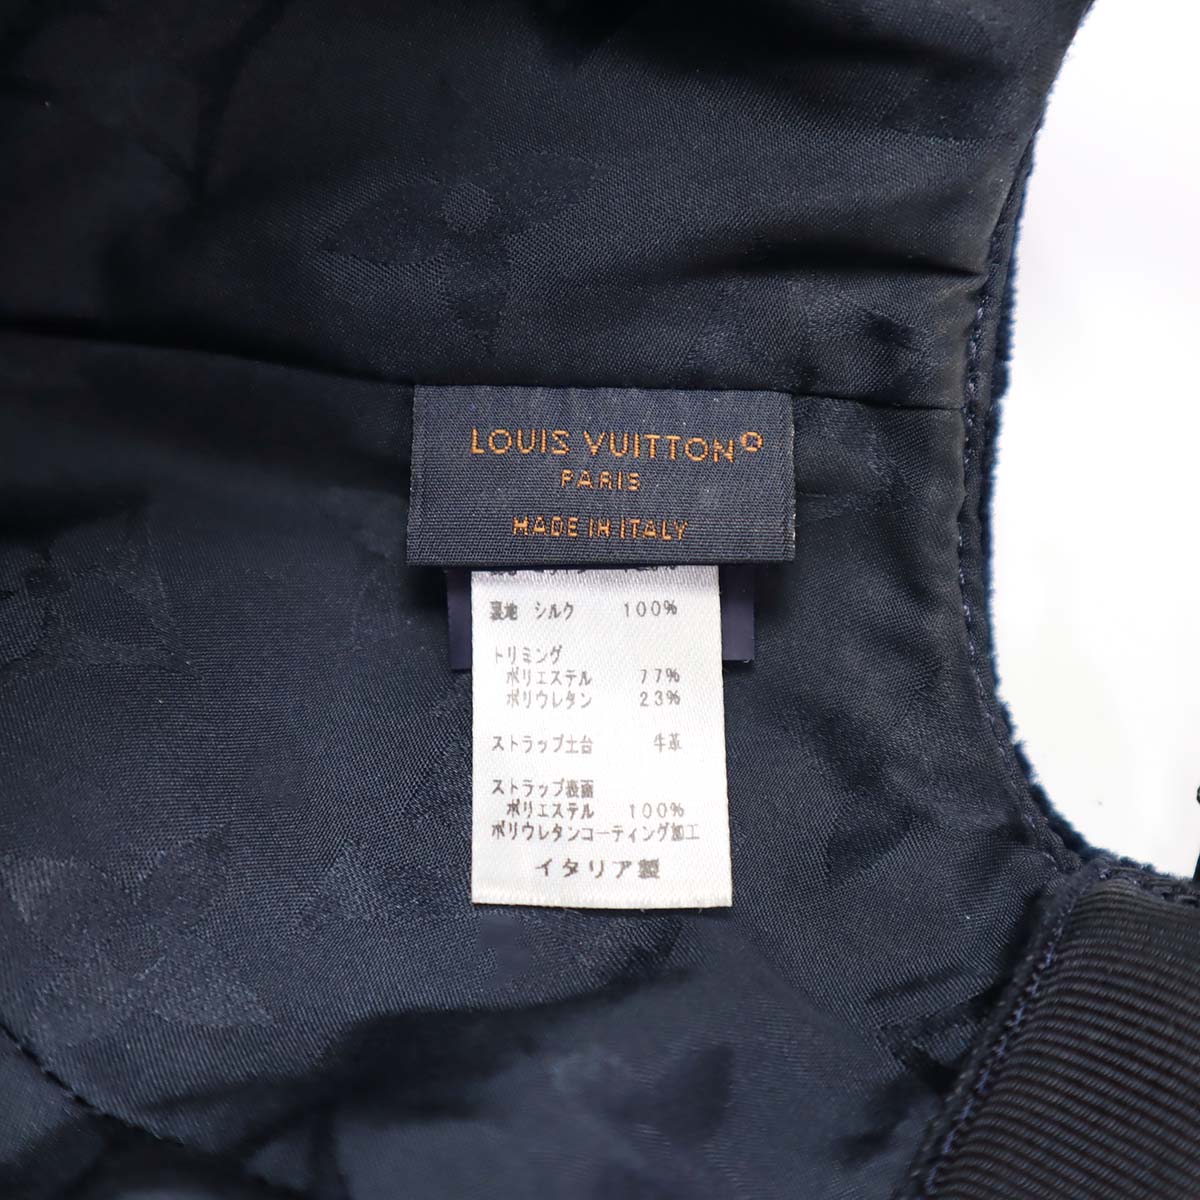 LOUIS VUITTON®
PARIS
MADE IN ITALY
裏地 シルク 100%
トリミング
ポリエステル 77%
ポリウレタン 23%
ストラップ土台 牛革
ストラップ表面
ポリエステル 100%
ポリウレタンコーティング加工
イタリア製